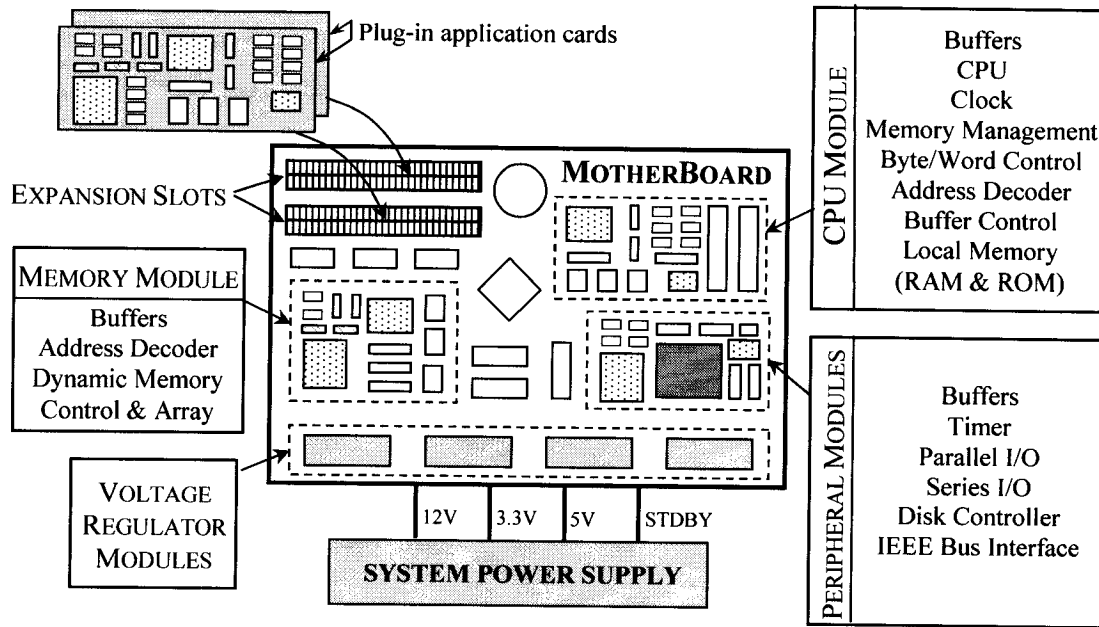 Plug-in application cards
EXPANSION SLOTS
MOTHERBOARD
MEMORY MODULE
Buffers
Address Decoder
Dynamic Memory
Control & Array
VOLTAGE
REGULATOR
MODULES
12V
3.3V
5V
STDBY
SYSTEM POWER SUPPLY
CPU MODULE
Buffers
CPU
Clock
Memory Management
Byte/Word Control
Address Decoder
Buffer Control
Local Memory
(RAM & ROM)
PERIPHERAL MODULES
Buffers
Timer
Parallel I/O
Series I/O
Disk Controller
IEEE Bus Interface